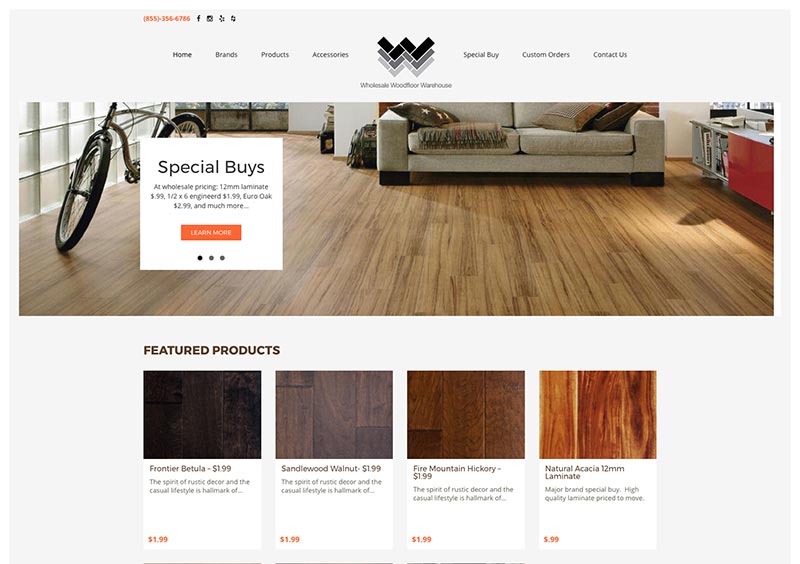 (855)-356-6786
Home Brands Products Accessories Special Buy Custom Orders Contact Us
Wholesale Woodfloor Warehouse
Special Buys
At wholesale pricing: 12mm laminate
$.99, 1/2 x 6 engineerd $1.99, Euro Oak
$2.99, and much more...
LEARN MORE
FEATURED PRODUCTS
Frontier Betula – $1.99
The spirit of rustic decor and the
casual lifestyle is hallmark of...
$1.99
Sandlewood Walnut- $1.99
The spirit of rustic decor and the
casual lifestyle is hallmark of...
$1.99
Fire Mountain Hickory –
$1.99
The spirit of rustic decor and the
casual lifestyle is hallmark of...
$1.99
Natural Acacia 12mm
Laminate
Major brand special buy. High
quality laminate priced to move.
$.99